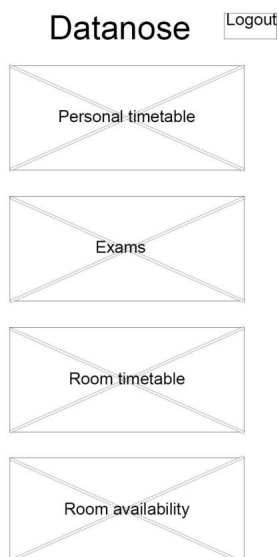 Datanose
Logout
Personal timetable
Exams
Room timetable
Room availability